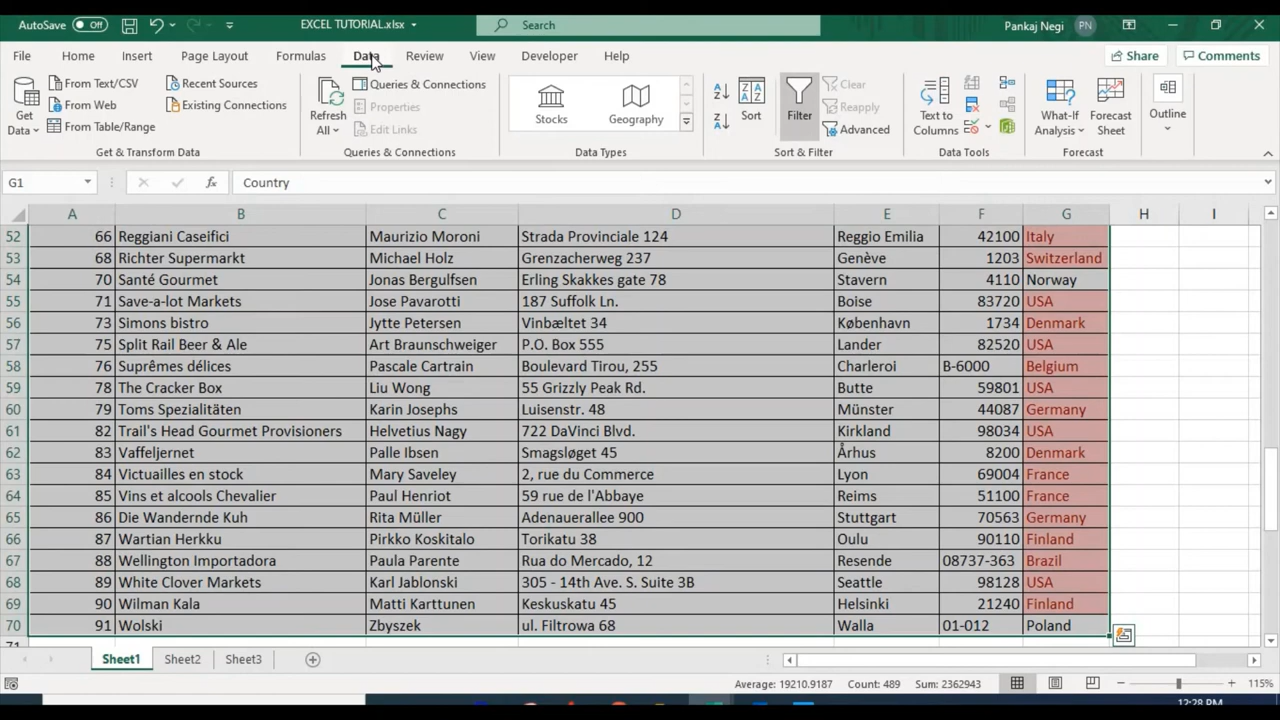 AutoSave Off EXCEL TUTORIAL.xlsx Search Pankaj Negi PN
File Home Insert Page Layout Formulas Data Review View Developer Help Share Comments
Get Data
From Text/CSV
From Web
From Table/Range
Recent Sources
Existing Connections
Get & Transform Data
Refresh All
Queries & Connections
Properties
Edit Links
Queries & Connections
Stocks
Geography
Data Types
Sort
Filter
Clear
Reapply
Advanced
Sort & Filter
Text to Columns
Data Tools
What-If Analysis
Forecast Sheet
Forecast
Outline
G1 fx Country
A B C D E F G H I
52 66 Reggiani Caseifici Maurizio Moroni Strada Provinciale 124 Reggio Emilia 42100 Italy
53 68 Richter Supermarkt Michael Holz Grenzacherweg 237 Genève 1203 Switzerland
54 70 Santé Gourmet Jonas Bergulfsen Erling Skakkes gate 78 Stavern 4110 Norway
55 71 Save-a-lot Markets Jose Pavarotti 187 Suffolk Ln. Boise 83720 USA
56 73 Simons bistro Jytte Petersen Vinbæltet 34 København 1734 Denmark
57 75 Split Rail Beer & Ale Art Braunschweiger P.O. Box 555 Lander 82520 USA
58 76 Suprêmes délices Pascale Cartrain Boulevard Tirou, 255 Charleroi B-6000 Belgium
59 78 The Cracker Box Liu Wong 55 Grizzly Peak Rd. Butte 59801 USA
60 79 Toms Spezialitäten Karin Josephs Luisenstr. 48 Münster 44087 Germany
61 82 Trail's Head Gourmet Provisioners Helvetius Nagy 722 DaVinci Blvd. Kirkland 98034 USA
62 83 Vaffeljernet Palle Ibsen Smagsløget 45 Århus 8200 Denmark
63 84 Victuailles en stock Mary Saveley 2, rue du Commerce Lyon 69004 France
64 85 Vins et alcools Chevalier Paul Henriot 59 rue de l'Abbaye Reims 51100 France
65 86 Die Wandernde Kuh Rita Müller Adenauerallee 900 Stuttgart 70563 Germany
66 87 Wartian Herkku Pirkko Koskitalo Torikatu 38 Oulu 90110 Finland
67 88 Wellington Importadora Paula Parente Rua do Mercado, 12 Resende 08737-363 Brazil
68 89 White Clover Markets Karl Jablonski 305 - 14th Ave. S. Suite 3B Seattle 98128 USA
69 90 Wilman Kala Matti Karttunen Keskuskatu 45 Helsinki 21240 Finland
70 91 Wolski Zbyszek ul. Filtrowa 68 Walla 01-012 Poland
71
Sheet1 Sheet2 Sheet3
Average: 19210.9187 Count: 489 Sum: 2362943 115%
12:28 PM